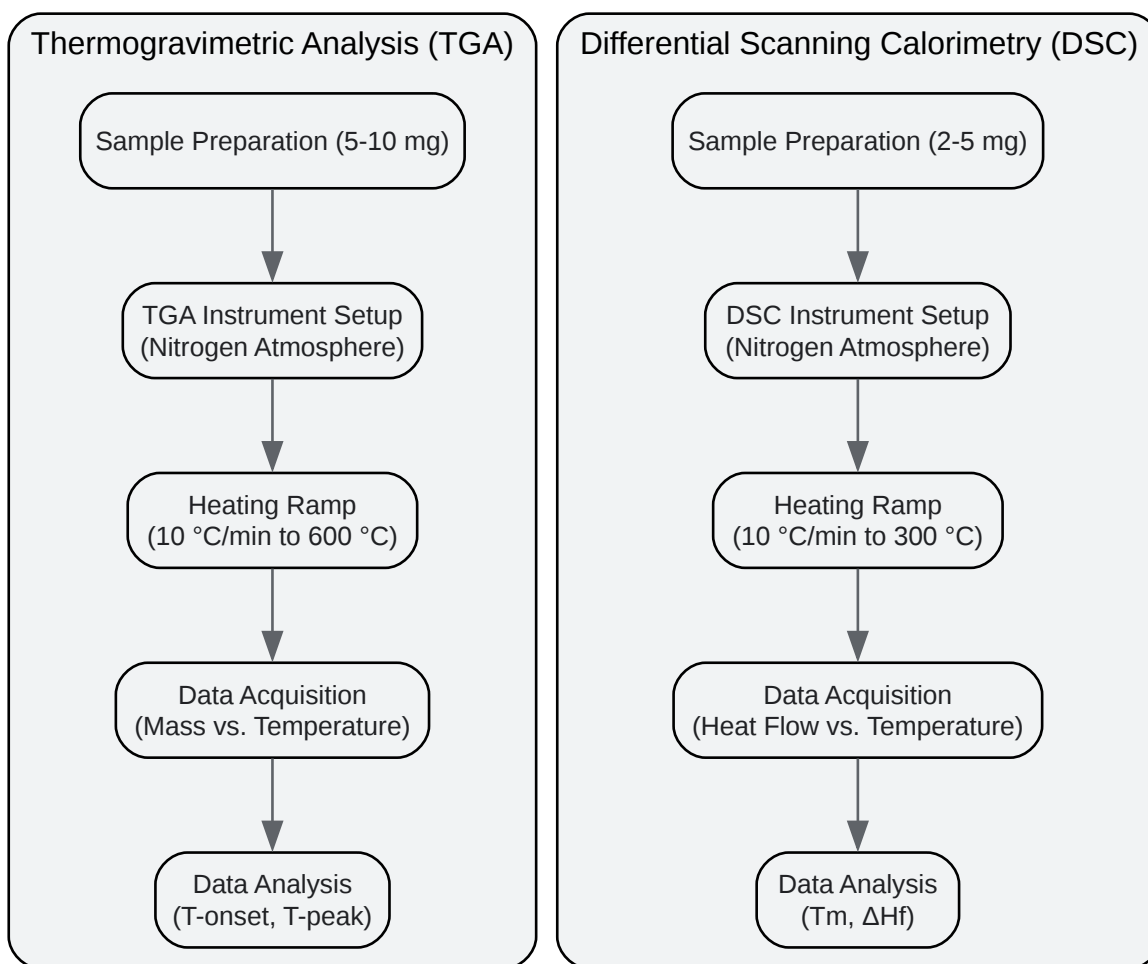 Thermogravimetric Analysis (TGA)
Sample Preparation (5-10 mg)
TGA Instrument Setup
(Nitrogen Atmosphere)
Heating Ramp
(10 °C/min to 600 °C)
Data Acquisition
(Mass vs. Temperature)
Data Analysis
(T-onset, T-peak)
Differential Scanning Calorimetry (DSC)
Sample Preparation (2-5 mg)
DSC Instrument Setup
(Nitrogen Atmosphere)
Heating Ramp
(10 °C/min to 300 °C)
Data Acquisition
(Heat Flow vs. Temperature)
Data Analysis
(Tm, ΔHf)